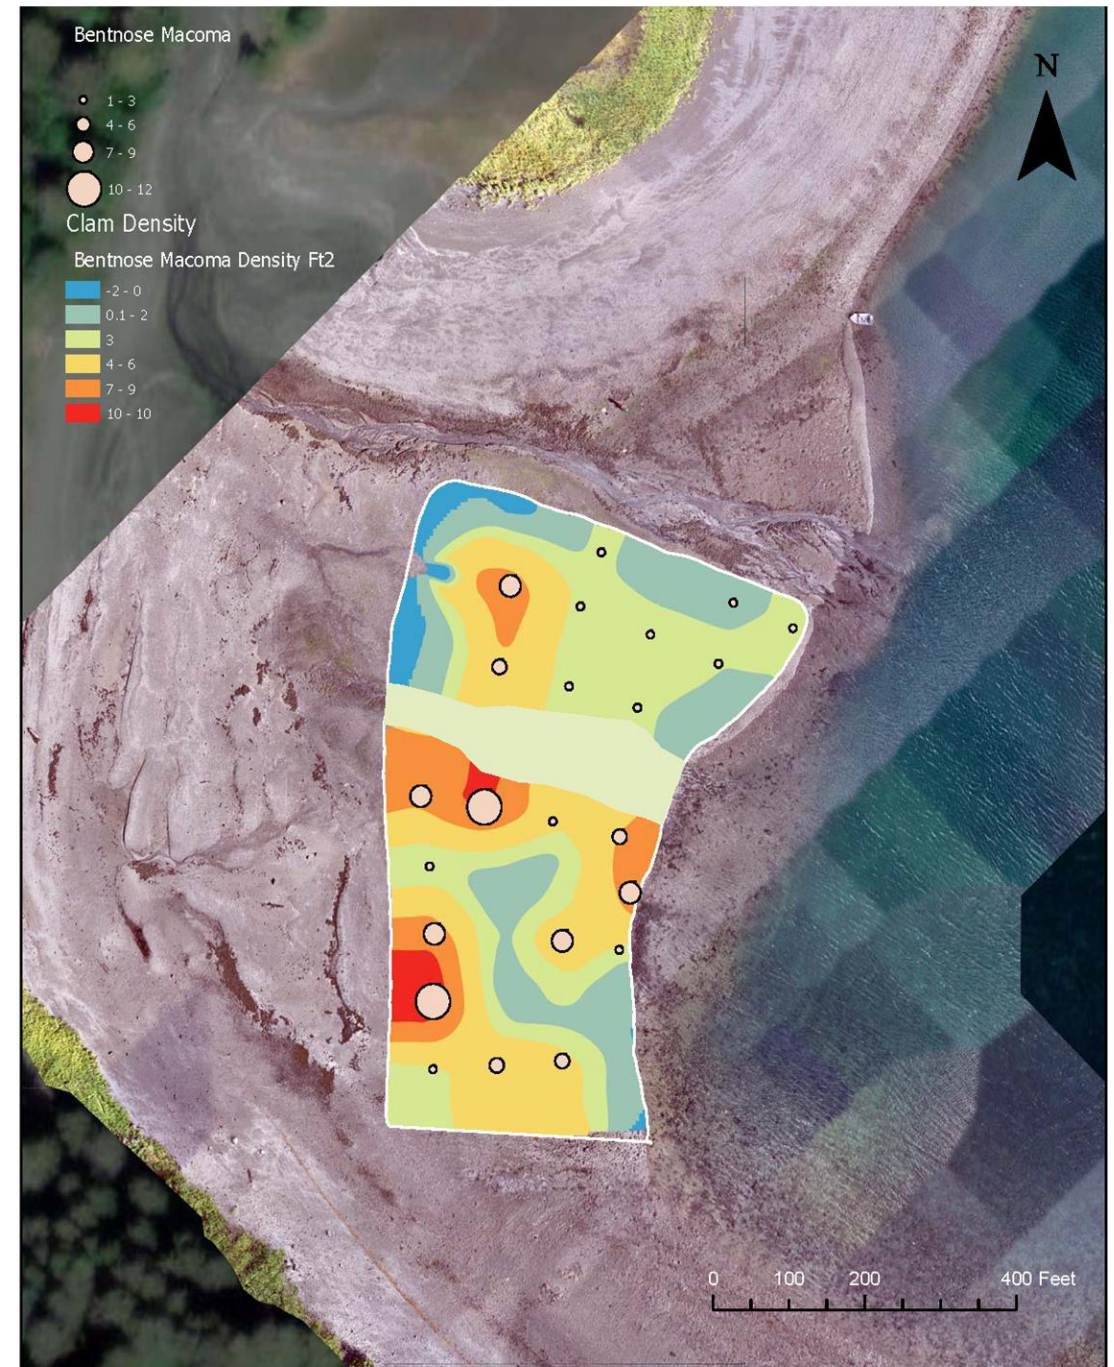 Bentnose Macoma
1 - 3
4 - 6
7 - 9
10 - 12
Clam Density
Bentnose Macoma Density Ft2
-2 - 0
0.1 - 2
3
4 - 6
7 - 9
10 - 10
N
0 100 200 400 Feet